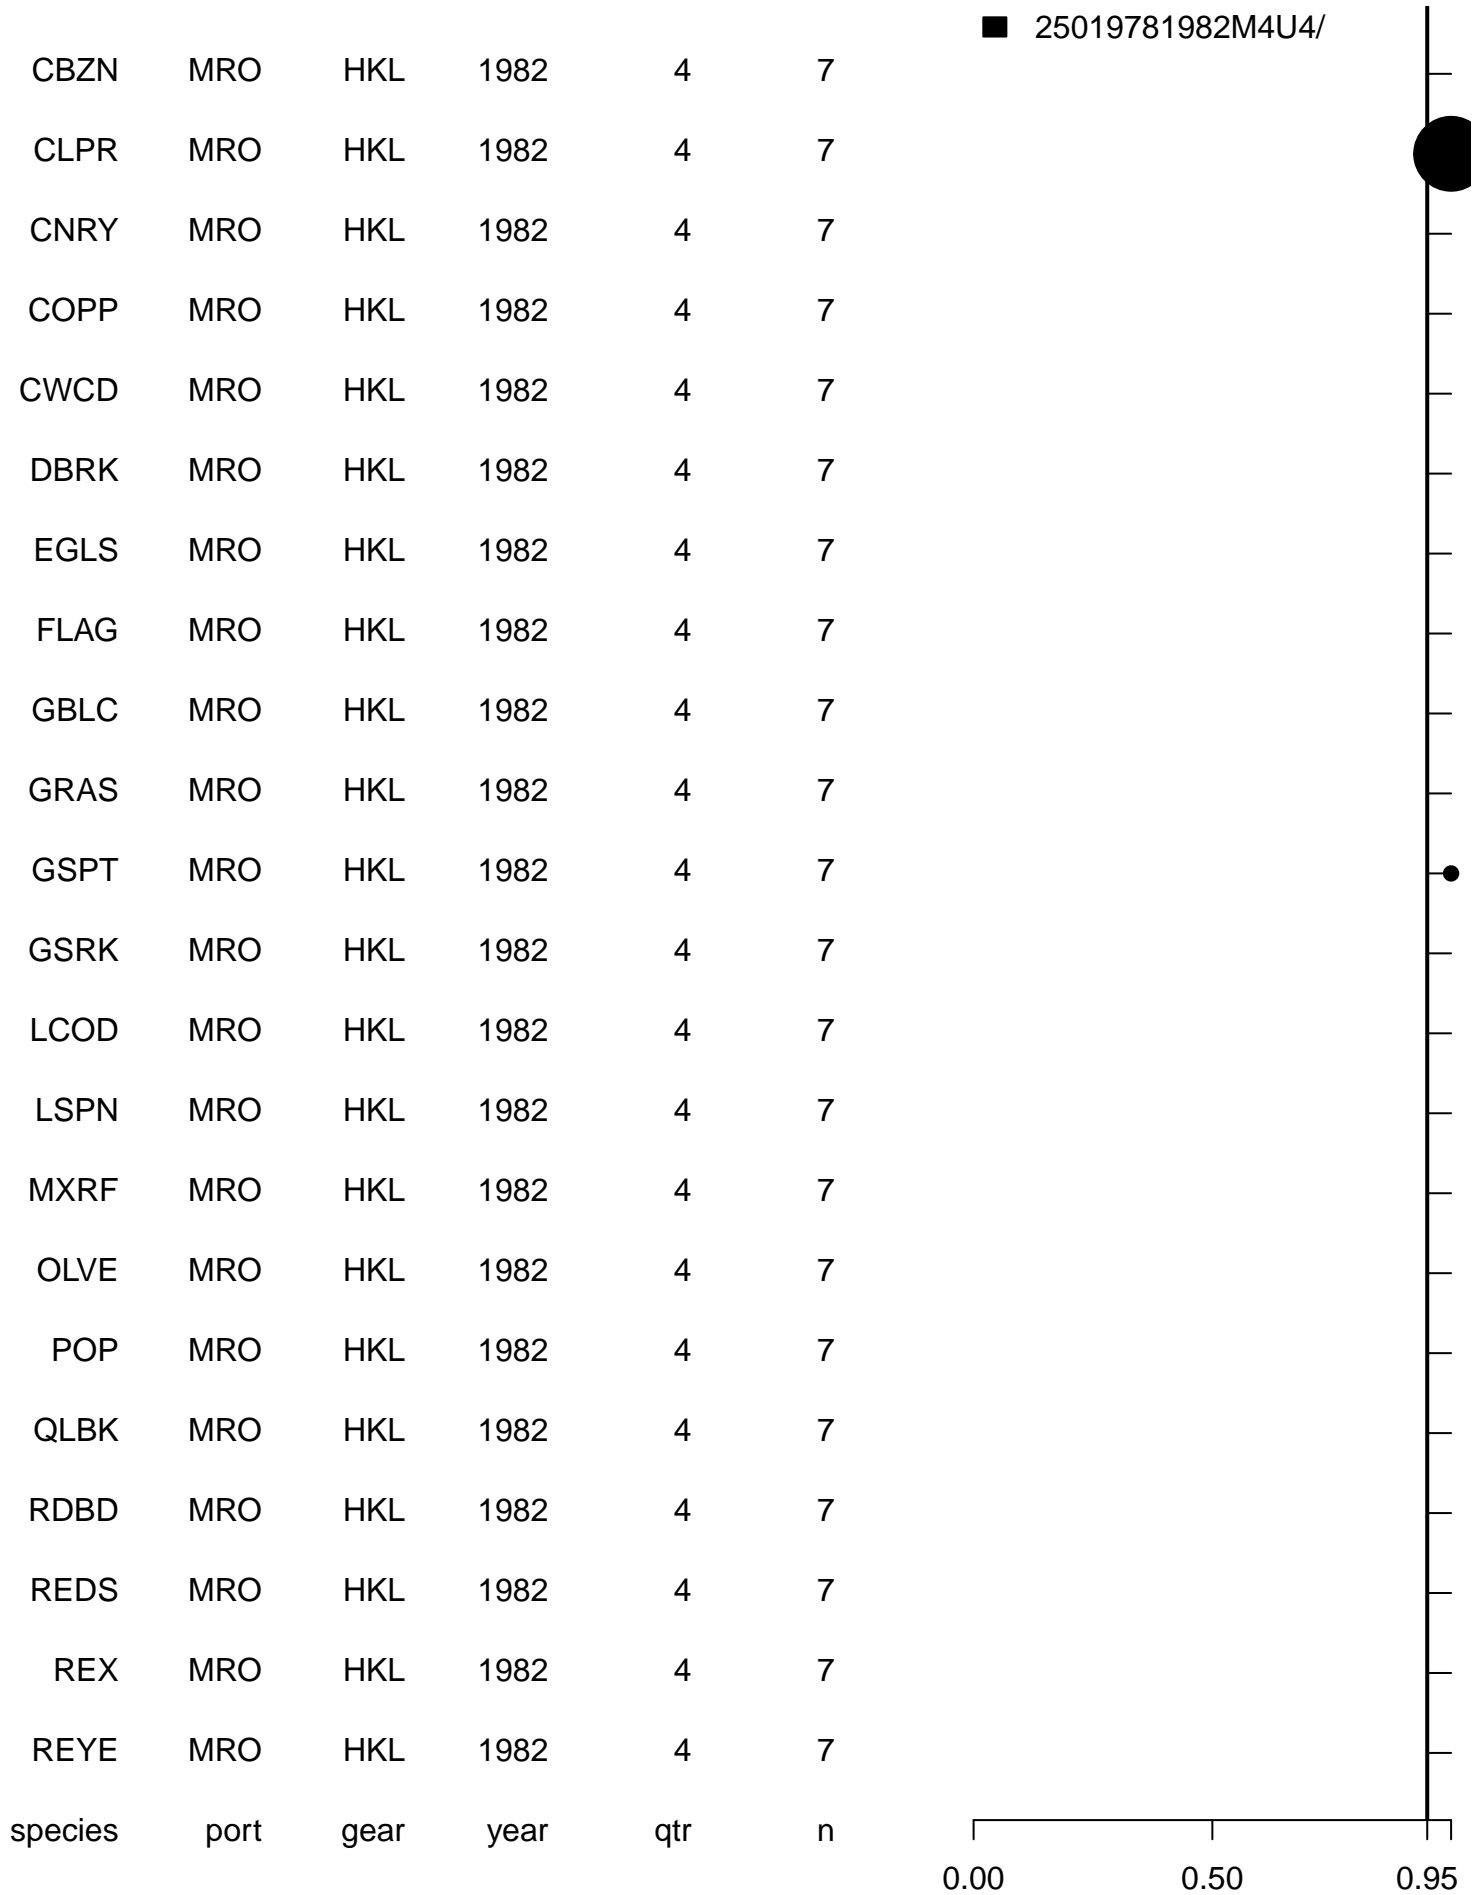 25019781982M4U4/
CBZN MRO HKL 1982 4 7
CLPR MRO HKL 1982 4 7
CNRY MRO HKL 1982 4 7
COPP MRO HKL 1982 4 7
CWCD MRO HKL 1982 4 7
DBRK MRO HKL 1982 4 7
EGLS MRO HKL 1982 4 7
FLAG MRO HKL 1982 4 7
GBLC MRO HKL 1982 4 7
GRAS MRO HKL 1982 4 7
GSPT MRO HKL 1982 4 7
GSRK MRO HKL 1982 4 7
LCOD MRO HKL 1982 4 7
LSPN MRO HKL 1982 4 7
MXRF MRO HKL 1982 4 7
OLVE MRO HKL 1982 4 7
POP MRO HKL 1982 4 7
QLBK MRO HKL 1982 4 7
RDBD MRO HKL 1982 4 7
REDS MRO HKL 1982 4 7
REX MRO HKL 1982 4 7
REYE MRO HKL 1982 4 7
species port gear year qtr n
0.00 0.50 0.95